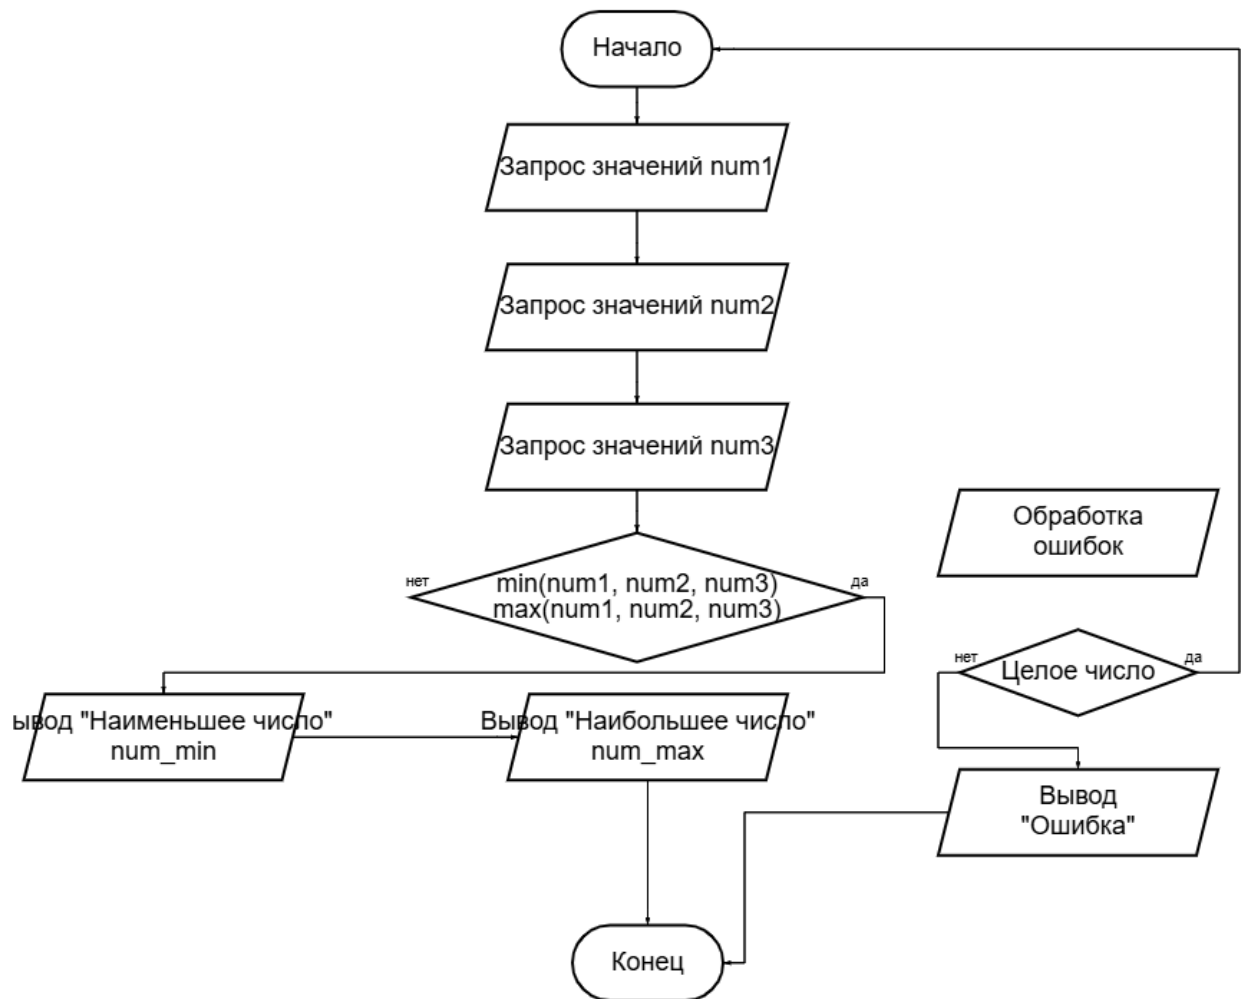 Начало
Запрос значений num1
Запрос значений num2
Запрос значений num3
Обработка
ошибок
нет
min(num1, num2, num3)
max(num1, num2, num3)
да
нет
Целое число
да
ывод "Наименьшее число"
num_min
Вывод "Наибольшее число"
num_max
Вывод
"Ошибка"
Конец